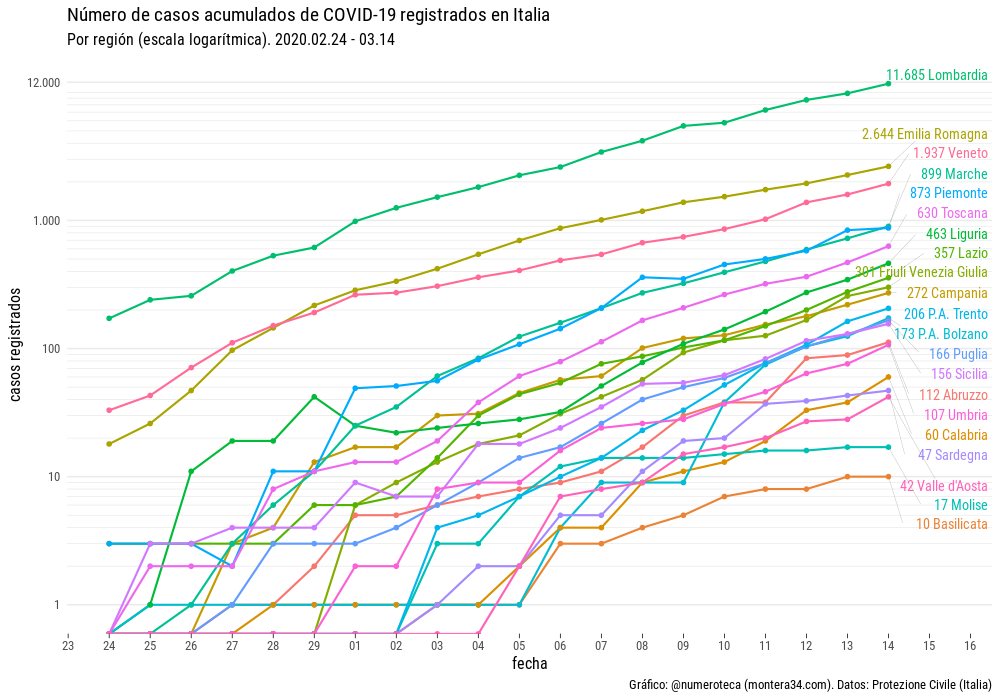 Número de casos acumulados de COVID-19 registrados en Italia
Por región (escala logarítmica). 2020.02.24 - 03.14
12.000
1.000
100
10
1
casos registrados
11.685 Lombardia
2.644 Emilia Romagna
1.937 Veneto
899 Marche
873 Piemonte
630 Toscana
463 Liguria
357 Lazio
301 Friuli Venezia Giulia
272 Campania
206 P.A. Trento
173 P.A. Bolzano
166 Puglia
156 Sicilia
112 Abruzzo
107 Umbria
60 Calabria
47 Sardegna
42 Valle d'Aosta
17 Molise
10 Basilicata
23 24 25 26 27 28 29 01 02 03 04 05 06 07 08 09 10 11 12 13 14 15 16
fecha
Gráfico: @numeroteca (montera34.com). Datos: Protezione Civile (Italia)